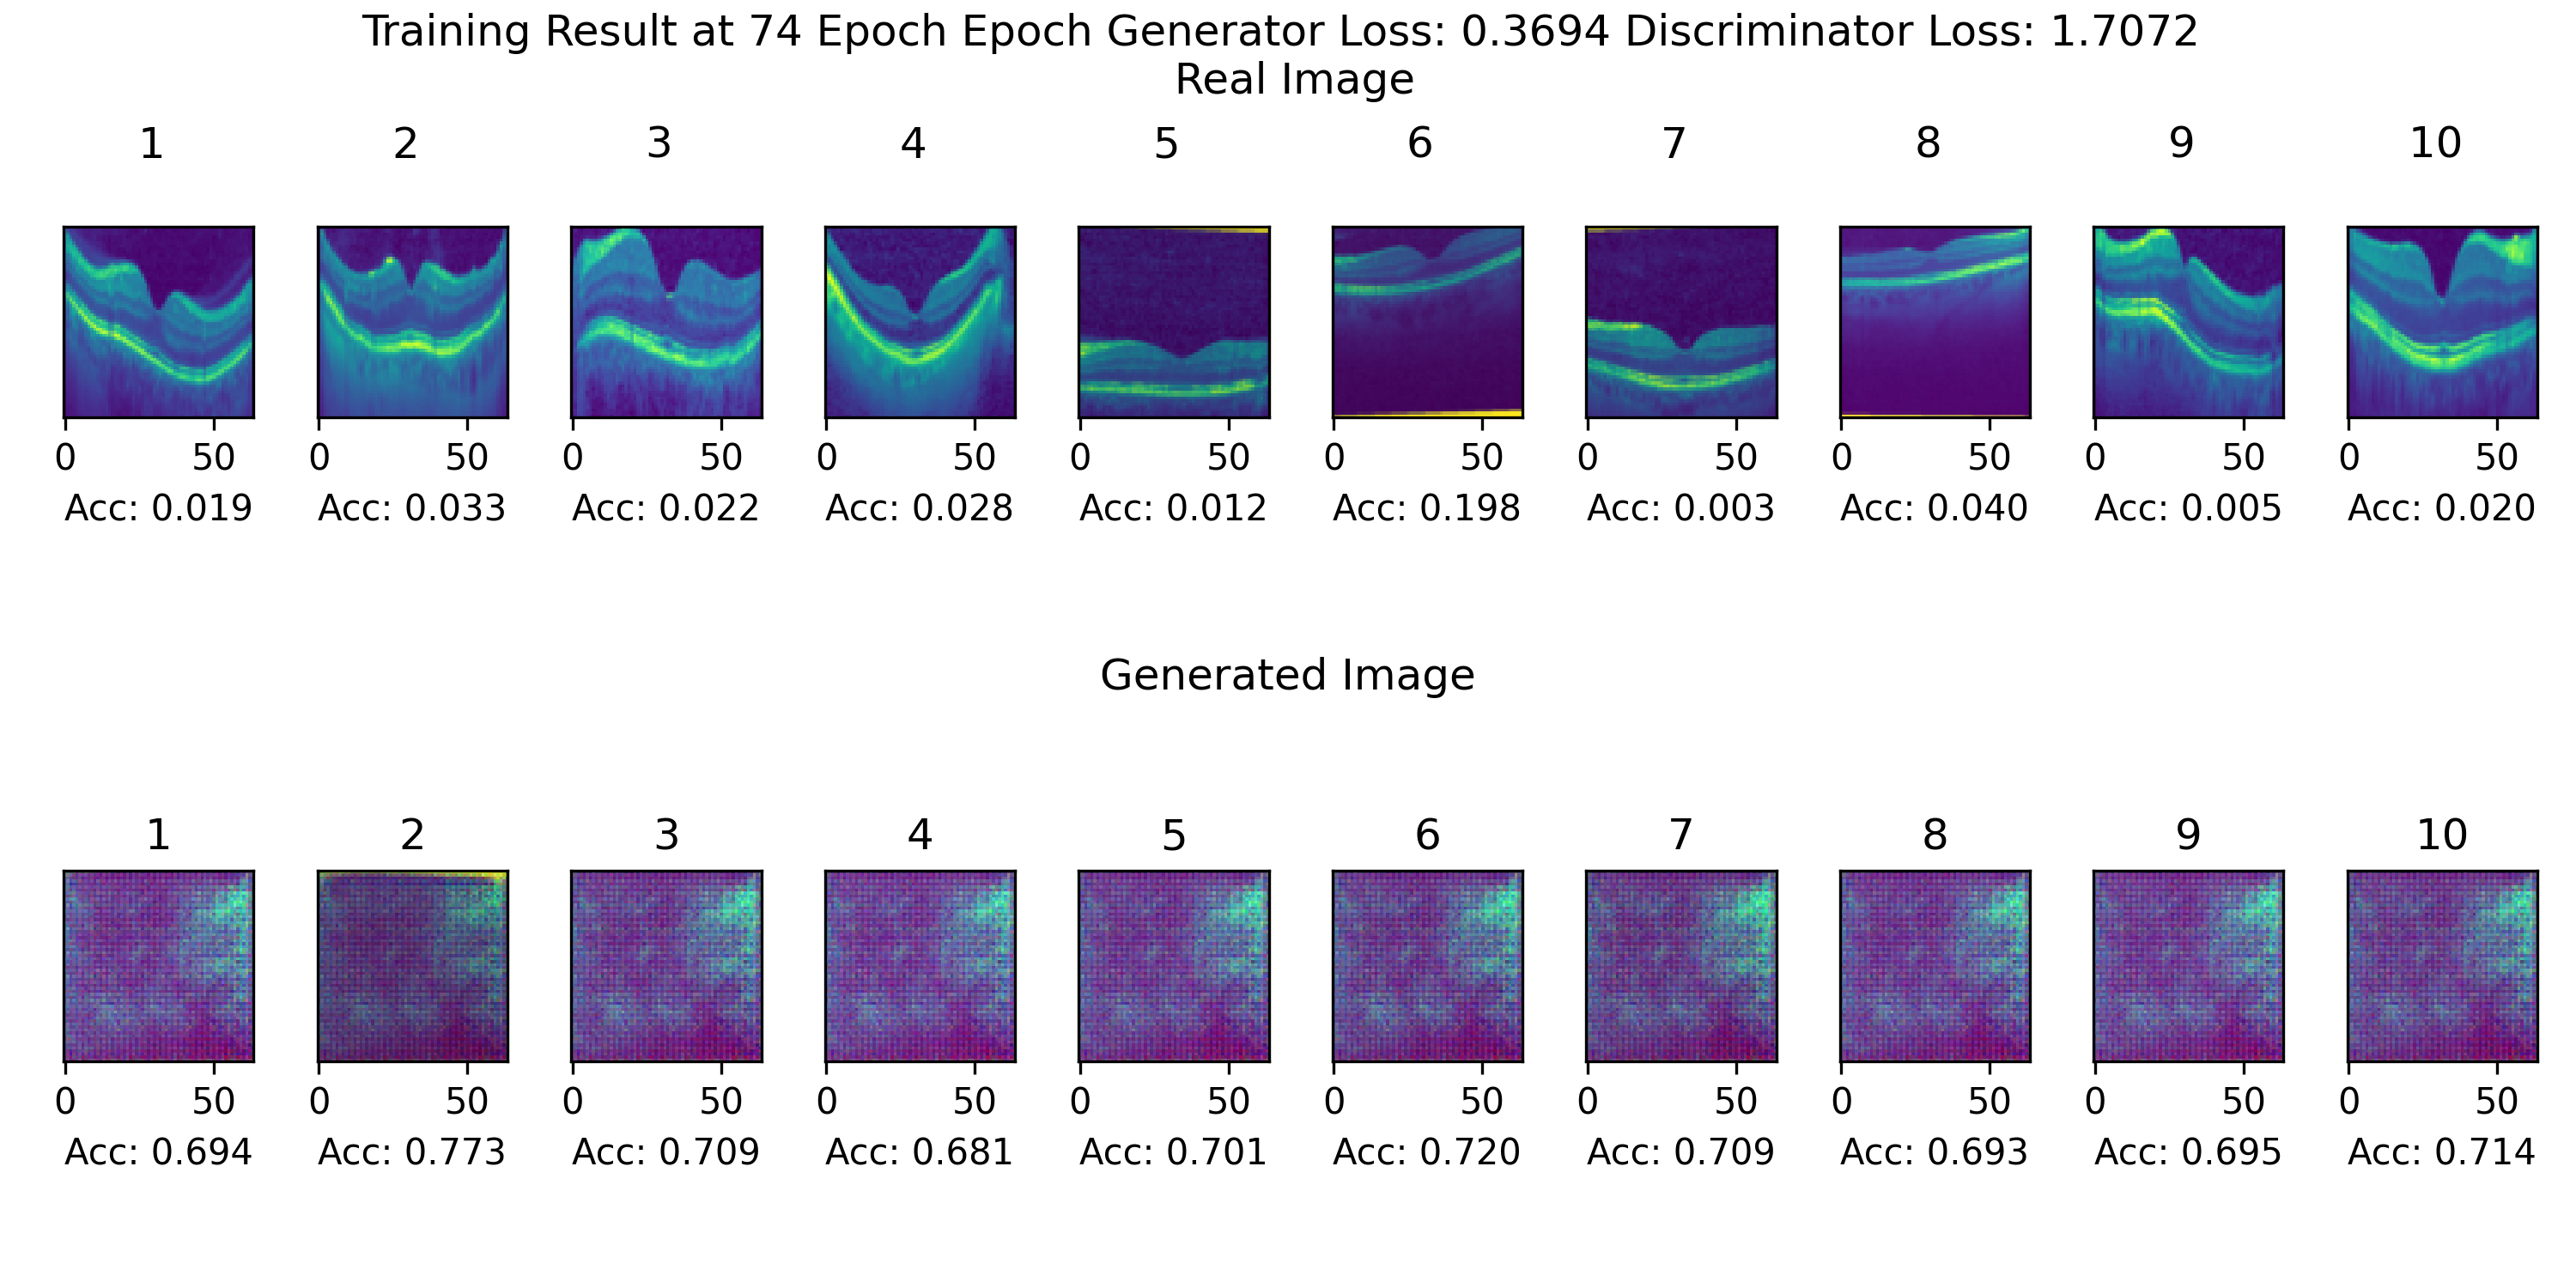 Training Result at 74 Epoch Epoch Generator Loss: 0.3694 Discriminator Loss: 1.7072
Real Image
1 2 3 4 5 6 7 8 9 10
0 50 0 50 0 50 0 50 0 50 0 50 0 50 0 50 0 50 0 50
Acc: 0.019 Acc: 0.033 Acc: 0.022 Acc: 0.028 Acc: 0.012 Acc: 0.198 Acc: 0.003 Acc: 0.040 Acc: 0.005 Acc: 0.020
Generated Image
1 2 3 4 5 6 7 8 9 10
0 50 0 50 0 50 0 50 0 50 0 50 0 50 0 50 0 50 0 50
Acc: 0.694 Acc: 0.773 Acc: 0.709 Acc: 0.681 Acc: 0.701 Acc: 0.720 Acc: 0.709 Acc: 0.693 Acc: 0.695 Acc: 0.714